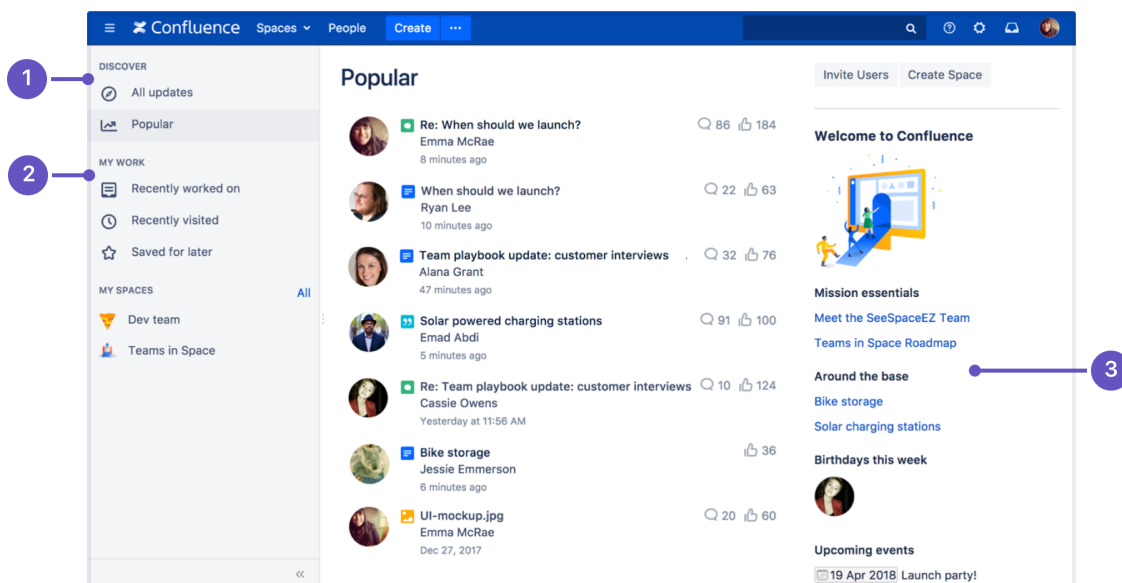 Confluence Spaces People Create ···
DISCOVER
1
All updates
Popular
MY WORK
2
Recently worked on
Recently visited
Saved for later
MY SPACES All
Dev team
Teams in Space
Popular
Re: When should we launch? 86 184
Emma McRae
8 minutes ago
When should we launch? 22 63
Ryan Lee
10 minutes ago
Team playbook update: customer interviews . 32 76
Alana Grant
47 minutes ago
Solar powered charging stations 91 100
Emad Abdi
5 minutes ago
Re: Team playbook update: customer interviews 10 124
Cassie Owens
Yesterday at 11:56 AM
Bike storage 36
Jessie Emmerson
6 minutes ago
UI-mockup.jpg 20 60
Emma McRae
Dec 27, 2017
Invite Users Create Space
Welcome to Confluence
Mission essentials
Meet the SeeSpaceEZ Team
Teams in Space Roadmap
3
Around the base
Bike storage
Solar charging stations
Birthdays this week
Upcoming events
19 Apr 2018 Launch party!